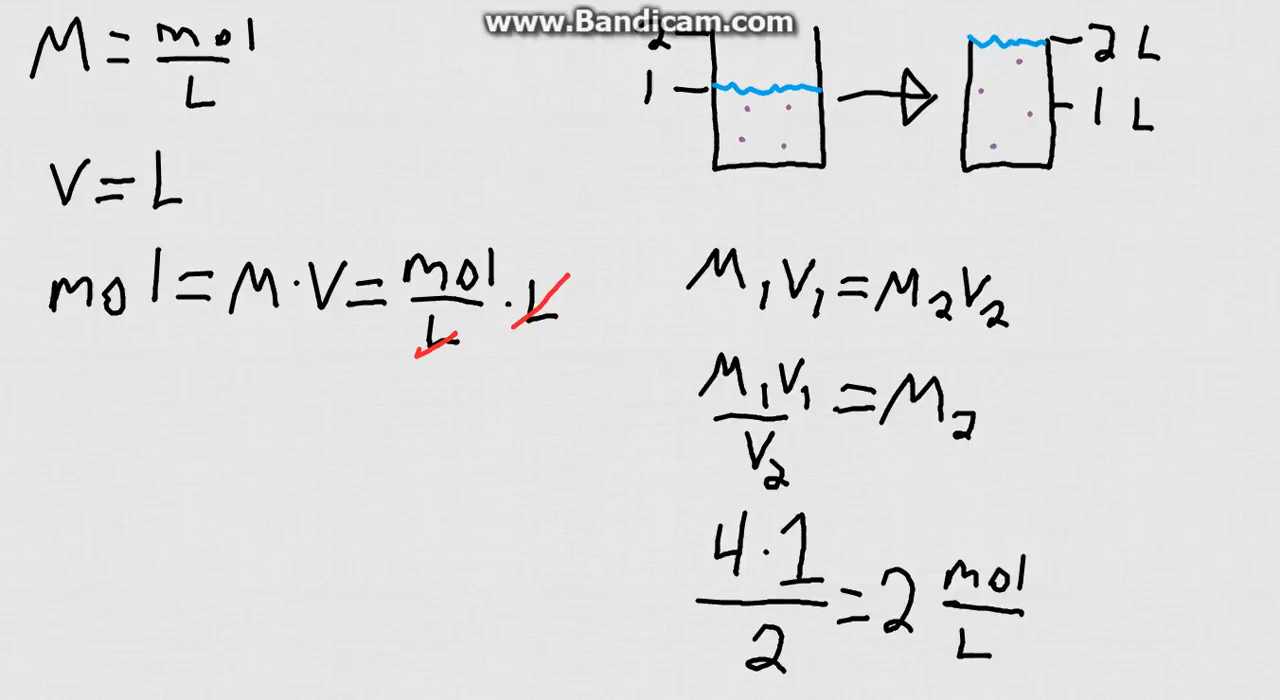 www.Bandicam.com
M = mol/L
2
1
2 L
1 L
V = L
mol = M · V = mol/L · L
M₁V₁ = M₂V₂
M₁V₁/V₂ = M₂
4 · 1/2 = 2 mol/L